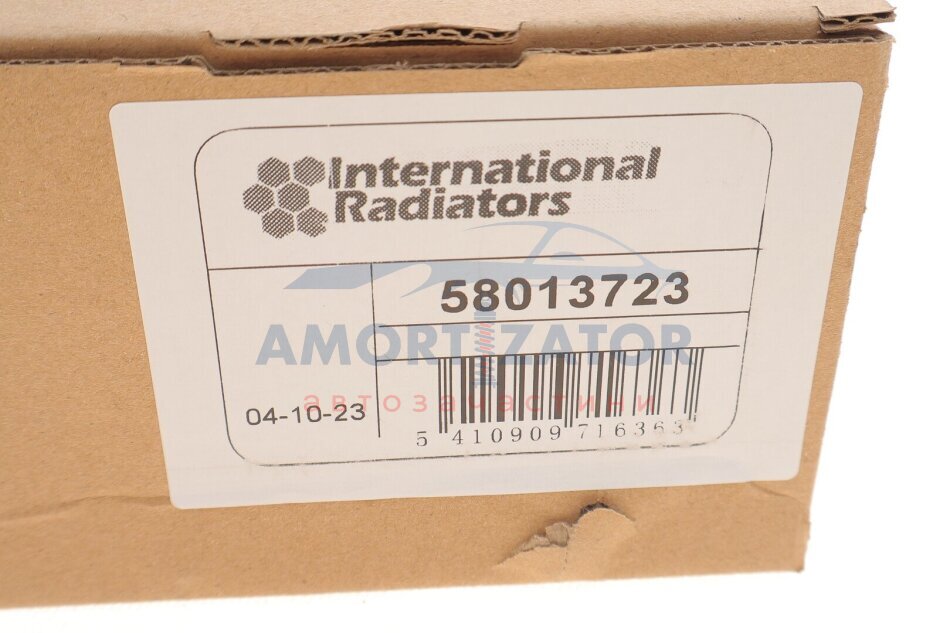 International
Radiators
58013723
AMORTIZATOR
автозапчастини
04-10-23
5 410909 716363